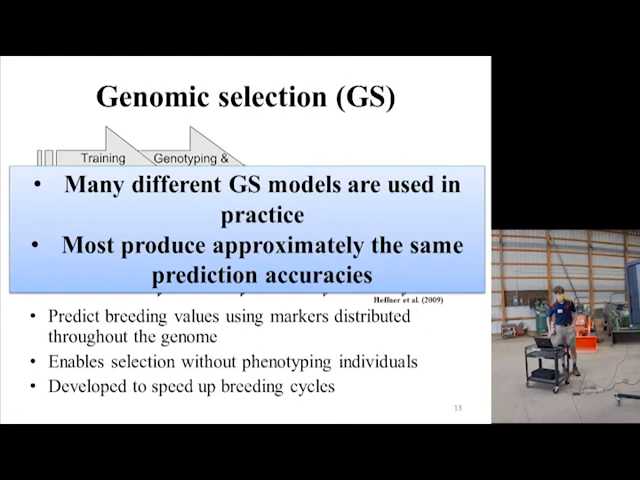 Genomic selection (GS)
Training
Genotyping &
• Many different GS models are used in
practice
• Most produce approximately the same
prediction accuracies
Heffner et al. (2009)
• Predict breeding values using markers distributed
throughout the genome
• Enables selection without phenotyping individuals
• Developed to speed up breeding cycles
13